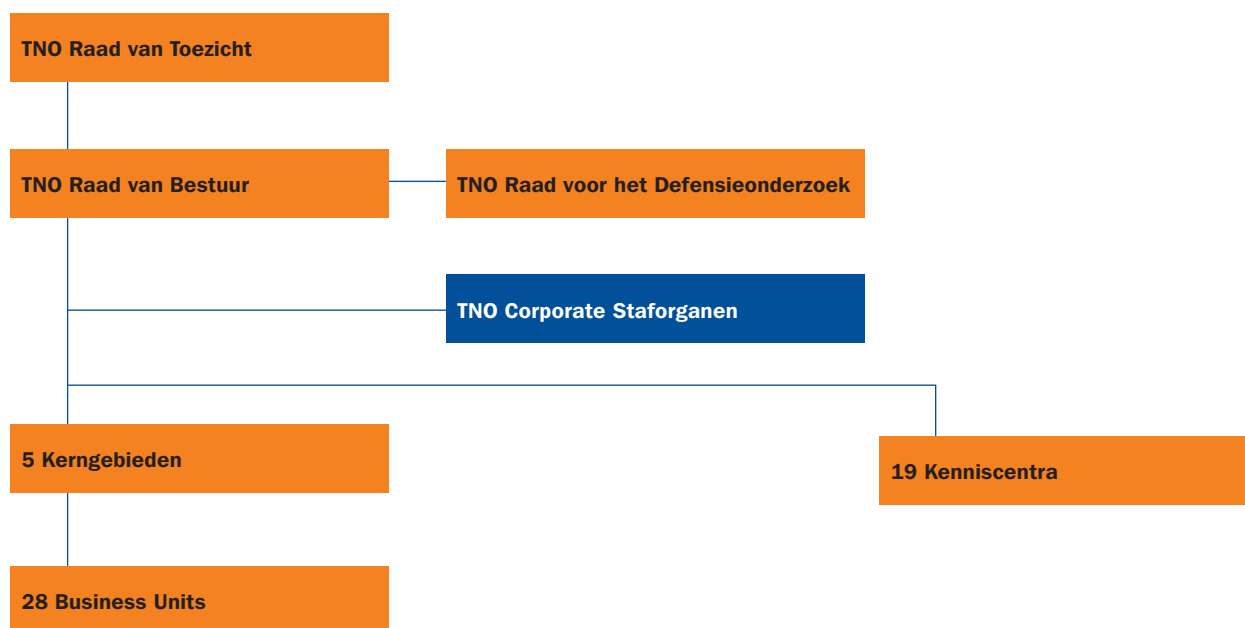 TNO Raad van Toezicht
TNO Raad van Bestuur
TNO Raad voor het Defensieonderzoek
TNO Corporate Staforganen
5 Kerngebieden
19 Kenniscentra
28 Business Units